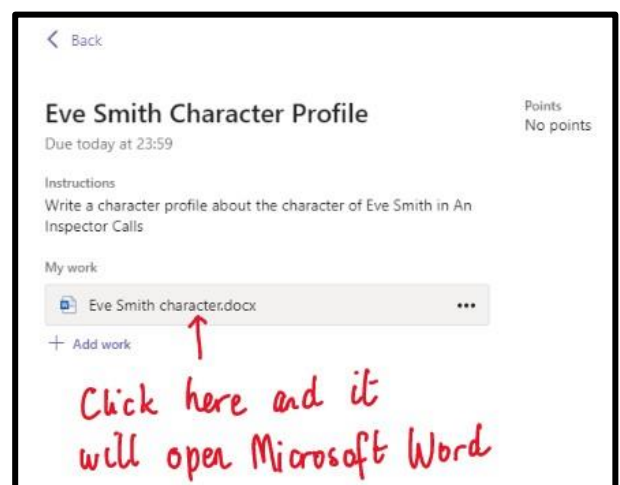 Back
Eve Smith Character Profile
Points
No points
Due today at 23:59
Instructions
Write a character profile about the character of Eve Smith in An
Inspector Calls
My work
Eve Smith character.docx
Add work
Click here and it
will open Microsoft Word